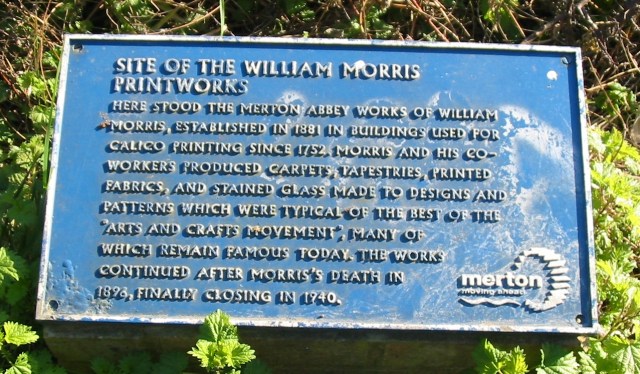 SITE OF THE WILLIAM MORRIS
PRINTWORKS
HERE STOOD THE MERTON ABBEY WORKS OF WILLIAM
MORRIS, ESTABLISHED IN 1881 IN BUILDINGS USED FOR
CALICO PRINTING SINCE 1752. MORRIS AND HIS CO-
WORKERS PRODUCED CARPETS, TAPESTRIES, PRINTED
FABRICS, AND STAINED GLASS MADE TO DESIGNS AND
PATTERNS WHICH WERE TYPICAL OF THE BEST OF THE
"ARTS AND CRAFTS MOVEMENT", MANY OF
WHICH REMAIN FAMOUS TODAY. THE WORKS
CONTINUED AFTER MORRIS'S DEATH IN
1896, FINALLY CLOSING IN 1940.
merton
moving ahead